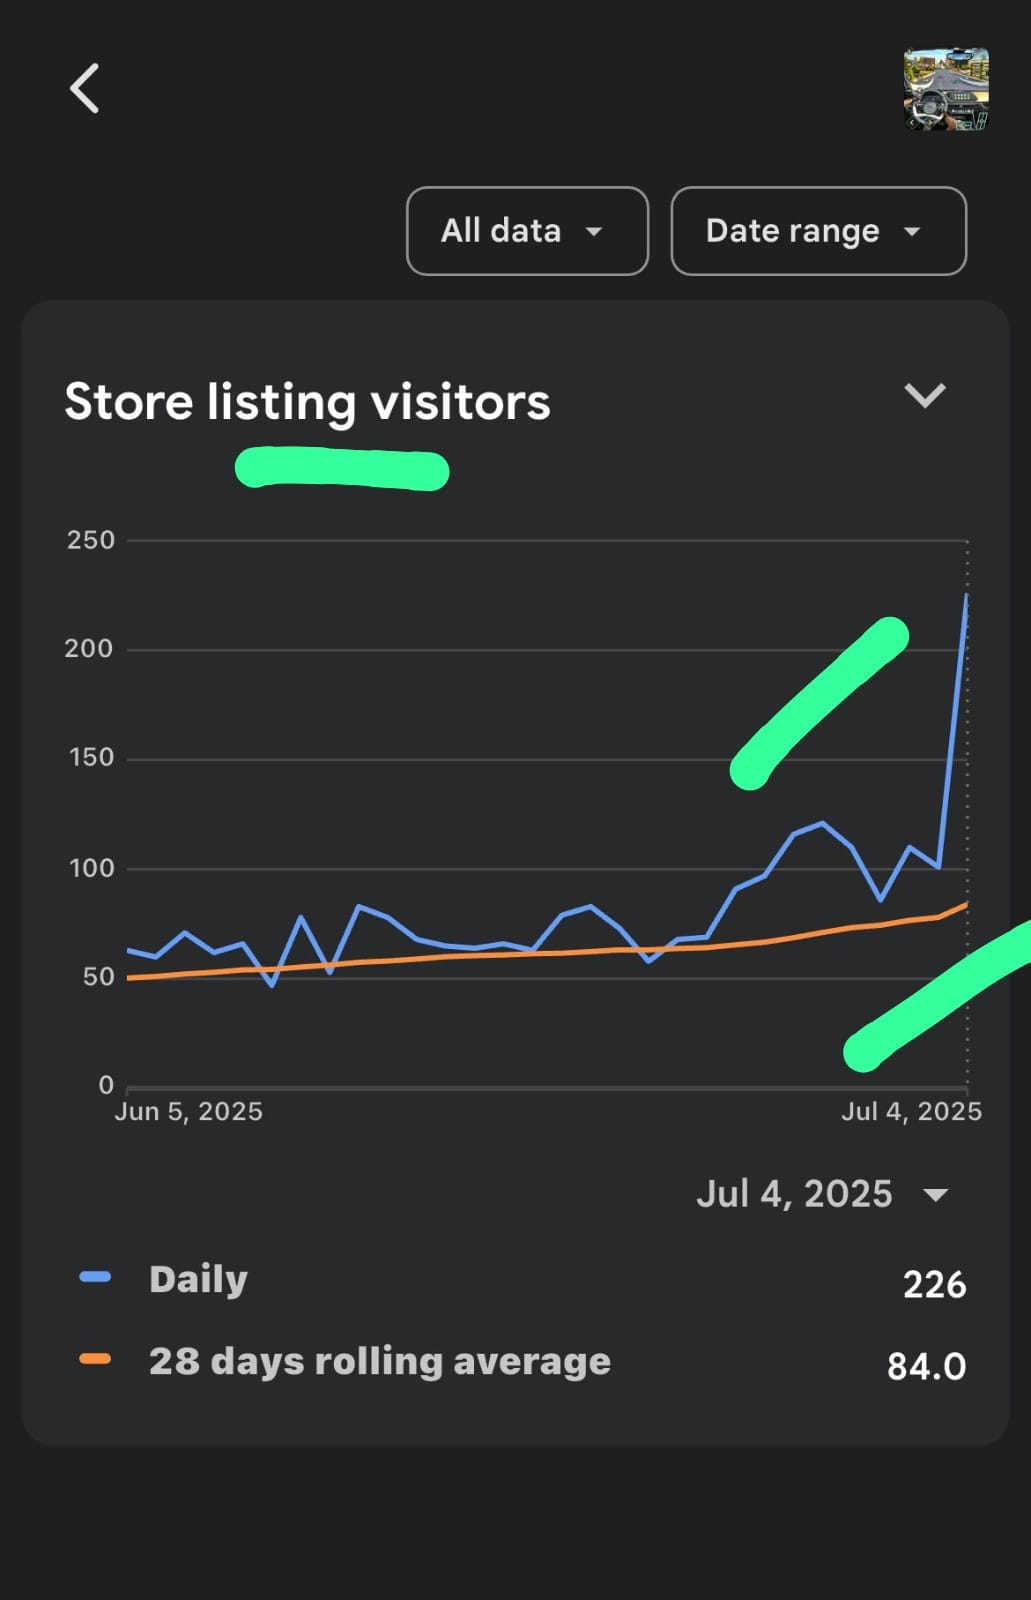 All data
Date range
Store listing visitors
250
200
150
100
50
0
Jun 5, 2025
Jul 4, 2025
Jul 4, 2025
Daily
226
28 days rolling average
84.0